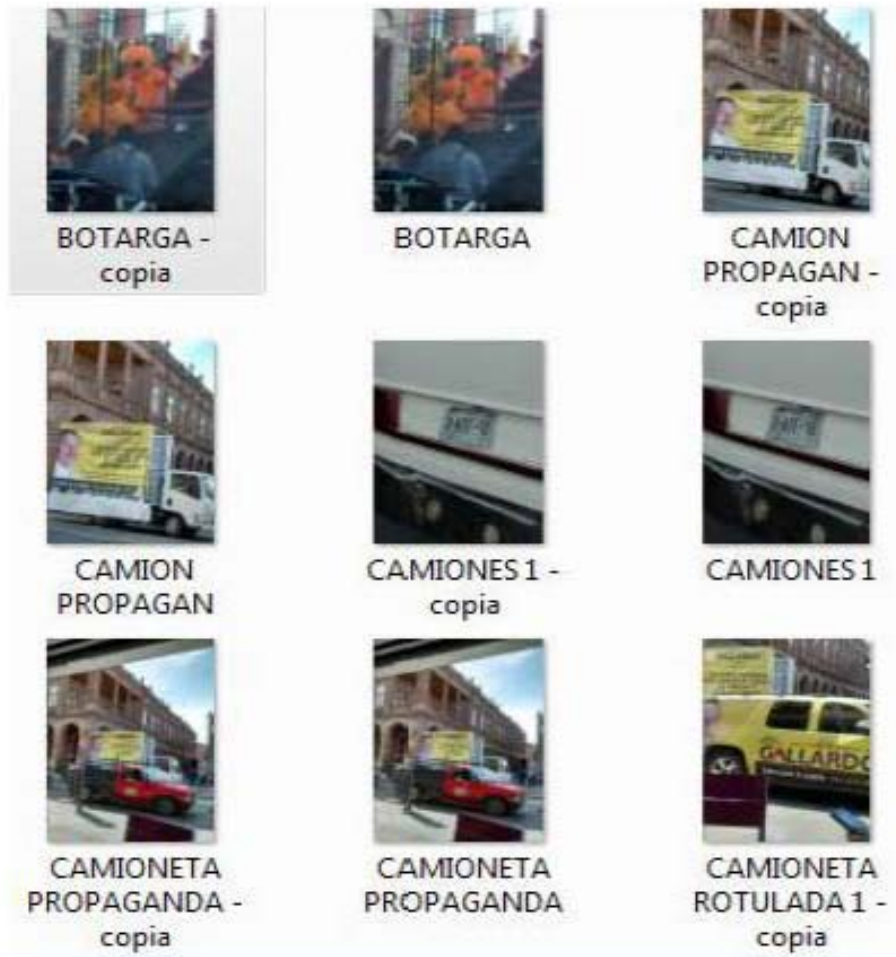 BOTARGA -
copia
BOTARGA
CAMION
PROPAGAN -
copia
CAMION
PROPAGAN
CAMIONES 1 -
copia
CAMIONES 1
GALLARDO
CAMIONETA
PROPAGANDA -
copia
CAMIONETA
PROPAGANDA
CAMIONETA
ROTULADA 1 -
copia